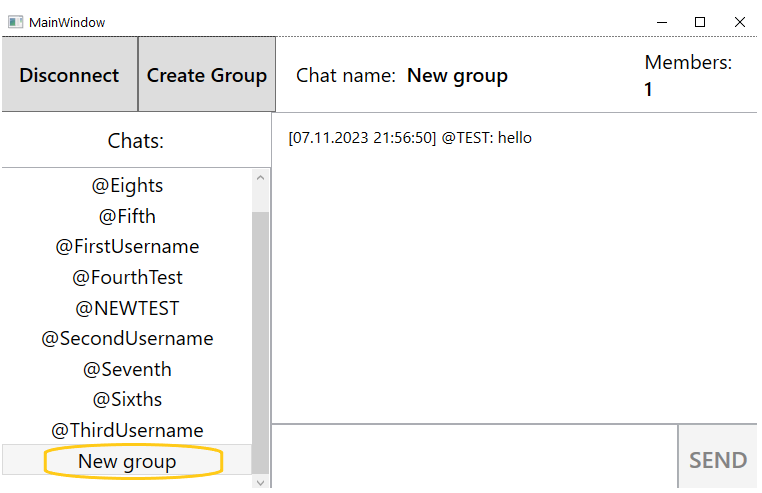 MainWindow
Disconnect
Create Group
Chat name: New group
Members:
1
Chats:
[07.11.2023 21:56:50] @TEST: hello
@Eights
@Fifth
@FirstUsername
@FourthTest
@NEWTEST
@SecondUsername
@Seventh
@Sixths
@ThirdUsername
New group
SEND